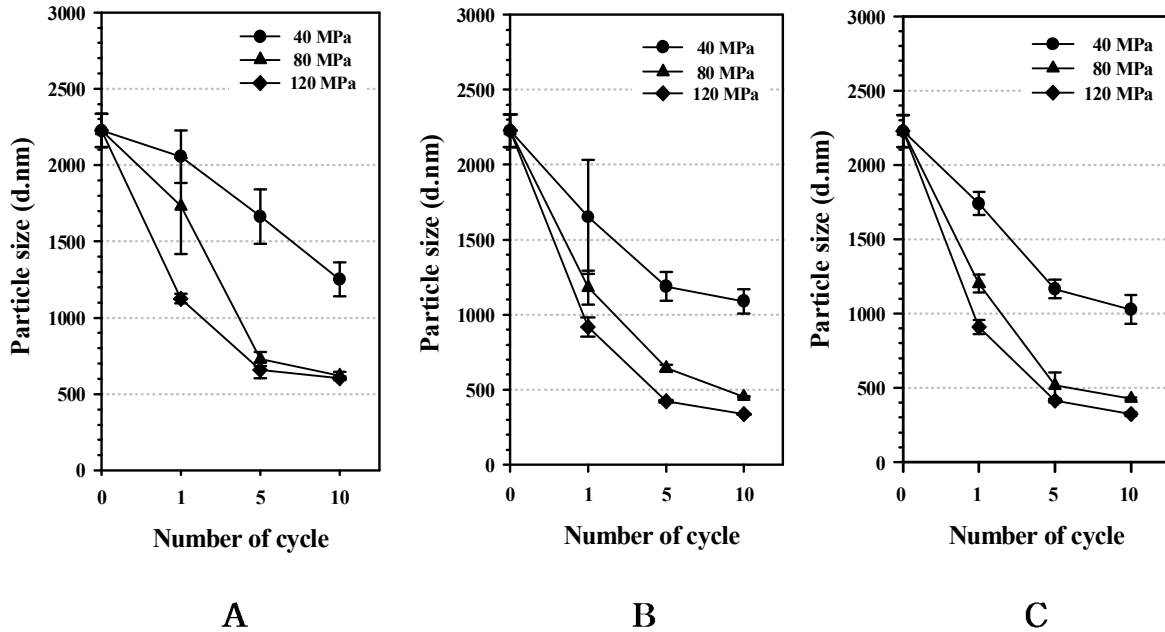 3000
2500
2000
1500
1000
500
0
Particle size (d.nm)
40 MPa
80 MPa
120 MPa
0 1 5 10
Number of cycle
A
3000
2500
2000
1500
1000
500
0
Particle size (d.nm)
40 MPa
80 MPa
120 MPa
0 1 5 10
Number of cycle
B
3000
2500
2000
1500
1000
500
0
Particle size (d.nm)
40 MPa
80 MPa
120 MPa
0 1 5 10
Number of cycle
C